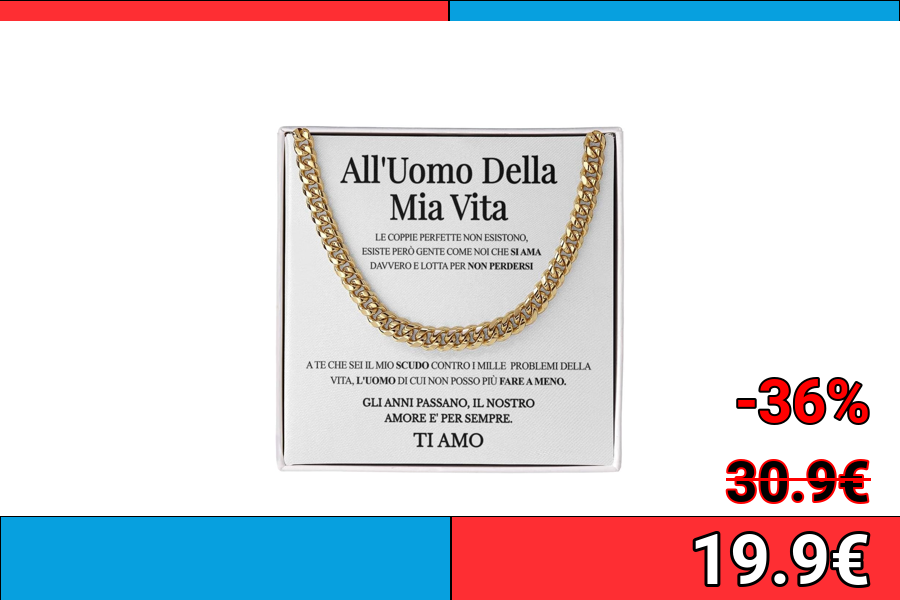 All'Uomo Della
Mia Vita
LE COPPIE PERFETTE NON ESISTONO,
ESISTE PERÒ GENTE COME NOI CHE SI AMA
DAVVERO E LOTTA PER NON PERDERSI
A TE CHE SEI IL MIO SCUDO CONTRO I MILLE PROBLEMI DELLA
VITA, L'UOMO DI CUI NON POSSO PIÙ FARE A MENO.
GLI ANNI PASSANO, IL NOSTRO
AMORE E' PER SEMPRE.
TI AMO
-36%
30.9€
19.9€